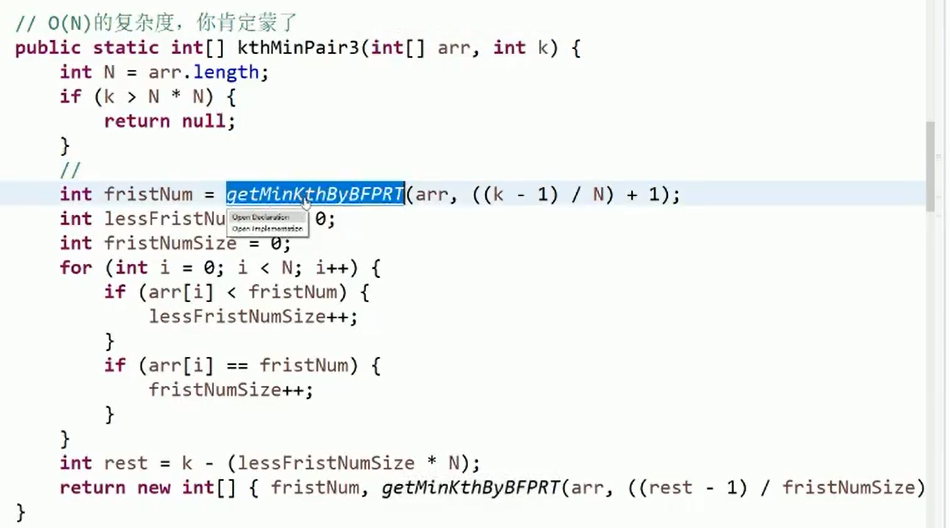 // O(N)的复杂度，你肯定蒙了
public static int[] kthMinPair3(int[] arr, int k) {
int N = arr.length;
if (k > N * N) {
return null;
}
//
int fristNum = getMinKthByBFPRT(arr, ((k - 1) / N) + 1);
int lessFristNu 0;
Open Declaration
Open Implementation
int fristNumSize = 0;
for (int i = 0; i < N; i++) {
if (arr[i] < fristNum) {
lessFristNumSize++;
}
if (arr[i] == fristNum) {
fristNumSize++;
}
}
int rest = k - (lessFristNumSize * N);
return new int[] { fristNum, getMinKthByBFPRT(arr, ((rest - 1) / fristNumSize)
}